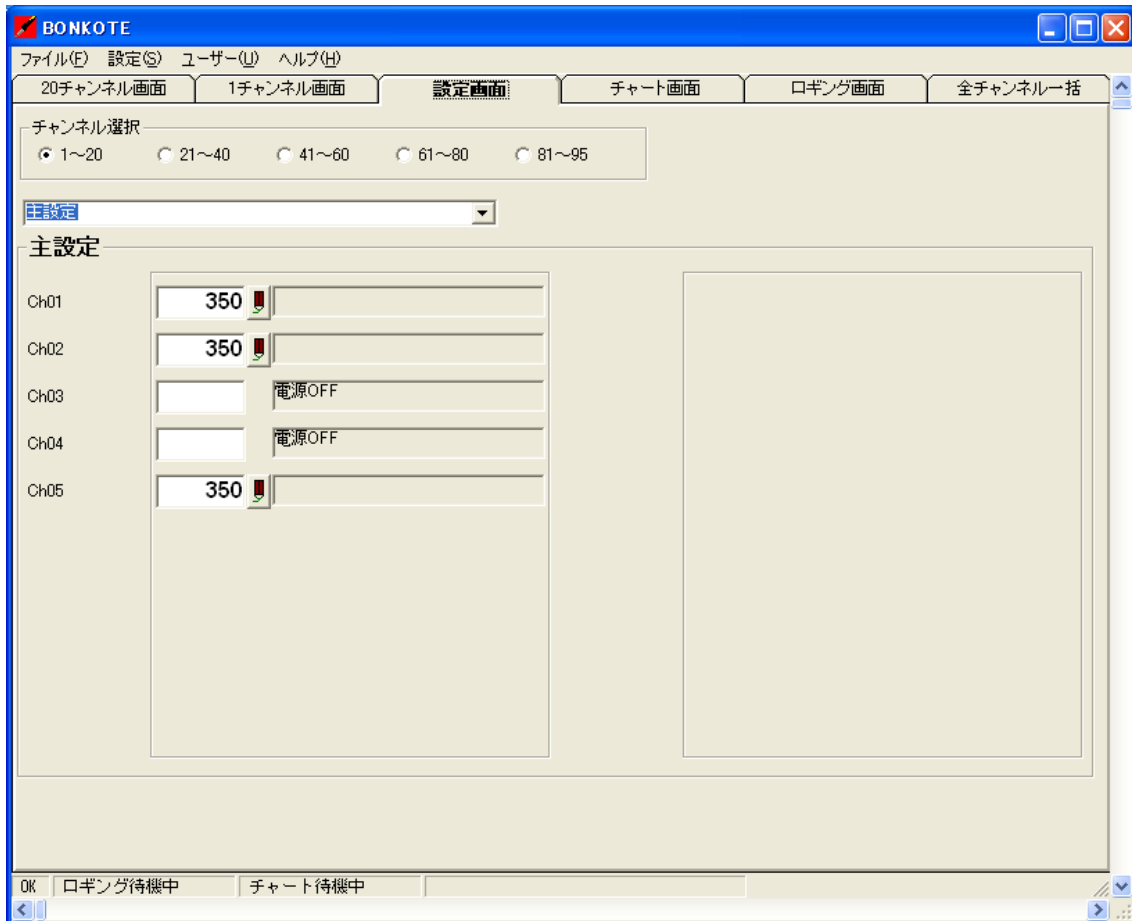 BONKOTE
ファイル(F) 設定(S) ユーザー(U) ヘルプ(H)
20チャンネル画面 1チャンネル画面 設定画面 チャート画面 ロギング画面 全チャンネル一括
チャンネル選択
1～20 21～40 41～60 61～80 81～95
主設定
主設定
Ch01 350
Ch02 350
Ch03 電源OFF
Ch04 電源OFF
Ch05 350
OK ロギング待機中 チャート待機中